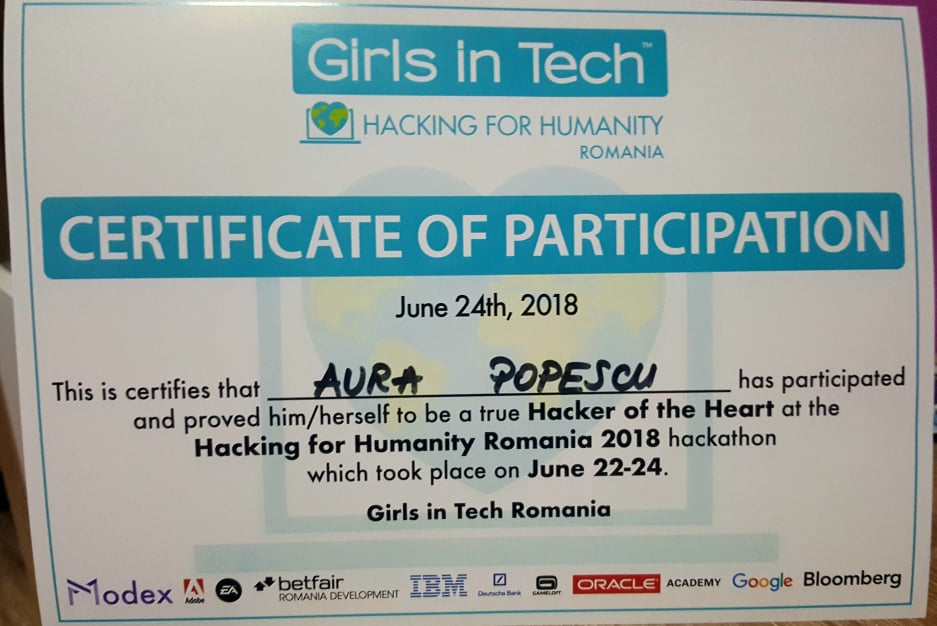 Girls in Tech™
HACKING FOR HUMANITY
ROMANIA
CERTIFICATE OF PARTICIPATION
June 24th, 2018
This is certifies that AURA POPESCU has participated
and proved him/herself to be a true Hacker of the Heart at the
Hacking for Humanity Romania 2018 hackathon
which took place on June 22-24.
Girls in Tech Romania
Modex Adobe EA betfair ROMANIA DEVELOPMENT IBM Deutsche Bank GAMELOFT ORACLE ACADEMY Google Bloomberg